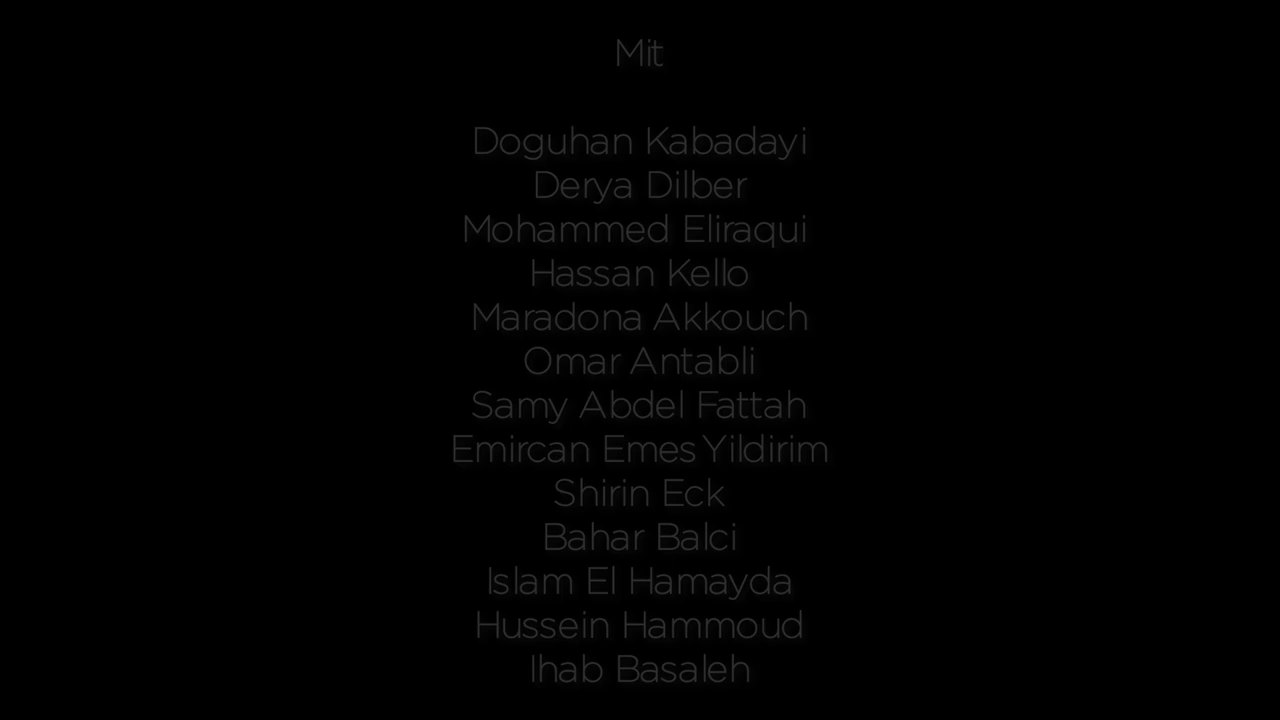 Mit
Doguhan Kabadayi
Derya Dilber
Mohammed Eliraqui
Hassan Kello
Maradona Akkouch
Omar Antabli
Samy Abdel Fattah
Emircan Emes Yildirim
Shirin Eck
Bahar Balci
Islam El Hamayda
Hussein Hammoud
Ihab Basaleh